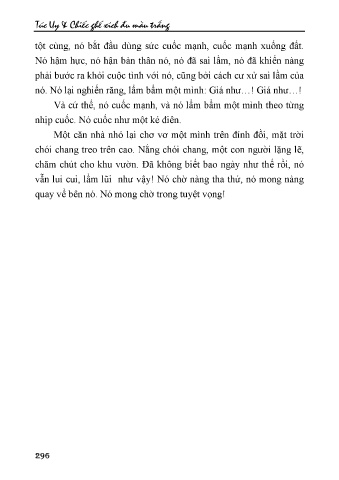 Túc Uy & Chiếc ghế xích đu màu trắng
tột cùng, nó bắt đầu dùng sức cuốc mạnh, cuốc mạnh xuống đất.
Nó hậm hực, nó hận bản thân nó, nó đã sai lầm, nó đã khiến nàng
phải bước ra khỏi cuộc tình với nó, cũng bởi cách cư xử sai lầm của
nó. Nó lại nghiến răng, lẩm bẩm một mình: Giá như…! Giá như…!
Và cứ thế, nó cuốc mạnh, và nó lẩm bẩm một mình theo từng
nhịp cuốc. Nó cuốc như một kẻ điên.
Một căn nhà nhỏ lại chơ vơ một mình trên đỉnh đồi, mặt trời
chói chang treo trên cao. Nắng chói chang, một con người lặng lẽ,
chăm chút cho khu vườn. Đã không biết bao ngày như thế rồi, nó
vẫn lui cui, lầm lũi như vậy! Nó chờ nàng tha thứ, nó mong nàng
quay về bên nó. Nó mong chờ trong tuyệt vọng!
296